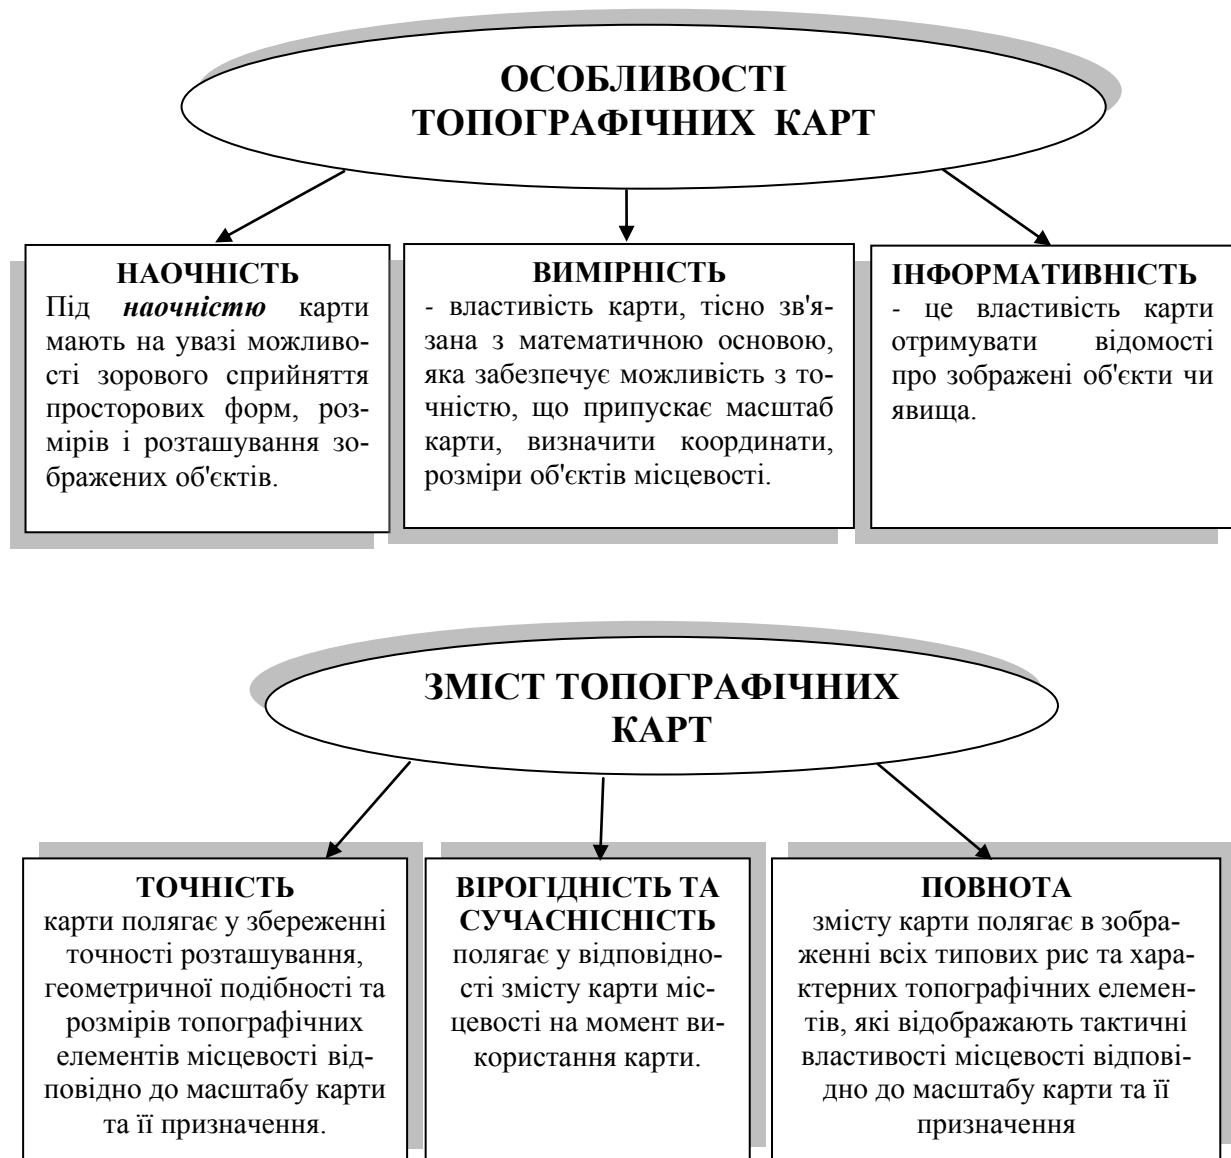 ОСОБЛИВОСТІ
ТОПОГРАФІЧНИХ КАРТ
НАОЧНІСТЬ
Під наочністю карти
мають на увазі можливо-
сті зорового сприйняття
просторових форм, роз-
мірів і розташування зо-
бражених об'єктів.
ВИМІРНІСТЬ
- властивість карти, тісно зв'я-
зана з математичною основою,
яка забезпечує можливість з то-
чністю, що припускає масштаб
карти, визначити координати,
розміри об'єктів місцевості.
ІНФОРМАТИВНІСТЬ
- це властивість карти
отримувати відомості
про зображені об'єкти чи
явища.
ЗМІСТ ТОПОГРАФІЧНИХ
КАРТ
ТОЧНІСТЬ
карти полягає у збереженні
точності розташування,
геометричної подібності та
розмірів топографічних
елементів місцевості від-
повідно до масштабу карти
та її призначення.
ВІРОГІДНІСТЬ ТА
СУЧАСНІСНІСТЬ
полягає у відповідно-
сті змісту карти міс-
цевості на момент ви-
користання карти.
ПОВНОТА
змісту карти полягає в зобра-
женні всіх типових рис та хара-
ктерних топографічних елемен-
тів, які відображають тактичні
властивості місцевості відпові-
дно до масштабу карти та її
призначення